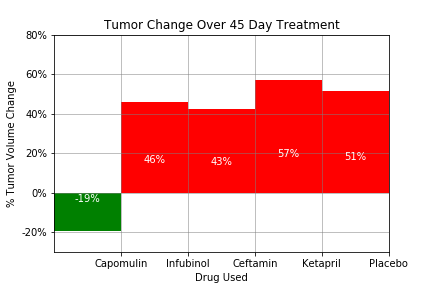 Tumor Change Over 45 Day Treatment
% Tumor Volume Change
80%
60%
40%
20%
0%
-20%
-19%
46%
43%
57%
51%
Capomulin
Infubinol
Ceftamin
Ketapril
Placebo
Drug Used